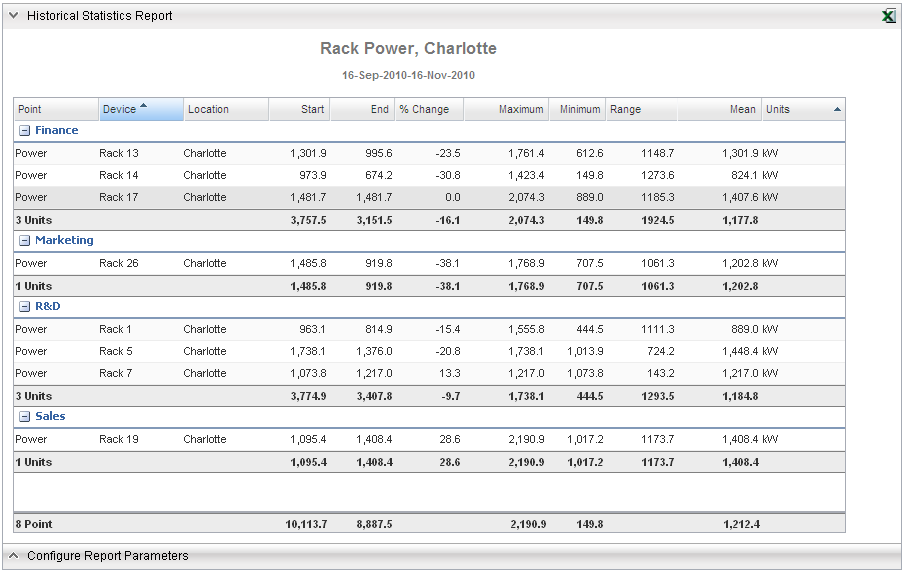 Historical Statistics Report
Rack Power, Charlotte
16-Sep-2010-16-Nov-2010
Point Device Location Start End % Change Maximum Minimum Range Mean Units
Finance
Power Rack 13 Charlotte 1,301.9 995.6 -23.5 1,761.4 612.6 1148.7 1,301.9 kW
Power Rack 14 Charlotte 973.9 674.2 -30.8 1,423.4 149.8 1273.6 824.1 kW
Power Rack 17 Charlotte 1,481.7 1,481.7 0.0 2,074.3 889.0 1185.3 1,407.6 kW
3 Units 3,757.5 3,151.5 -16.1 2,074.3 149.8 1924.5 1,177.8
Marketing
Power Rack 26 Charlotte 1,485.8 919.8 -38.1 1,768.9 707.5 1061.3 1,202.8 kW
1 Units 1,485.8 919.8 -38.1 1,768.9 707.5 1061.3 1,202.8
R&D
Power Rack 1 Charlotte 963.1 814.9 -15.4 1,555.8 444.5 1111.3 889.0 kW
Power Rack 5 Charlotte 1,738.1 1,376.0 -20.8 1,738.1 1,013.9 724.2 1,448.4 kW
Power Rack 7 Charlotte 1,073.8 1,217.0 13.3 1,217.0 1,073.8 143.2 1,217.0 kW
3 Units 3,774.9 3,407.8 -9.7 1,738.1 444.5 1293.5 1,184.8
Sales
Power Rack 19 Charlotte 1,095.4 1,408.4 28.6 2,190.9 1,017.2 1173.7 1,408.4 kW
1 Units 1,095.4 1,408.4 28.6 2,190.9 1,017.2 1173.7 1,408.4
8 Point 10,113.7 8,887.5 2,190.9 149.8 1,212.4
Configure Report Parameters